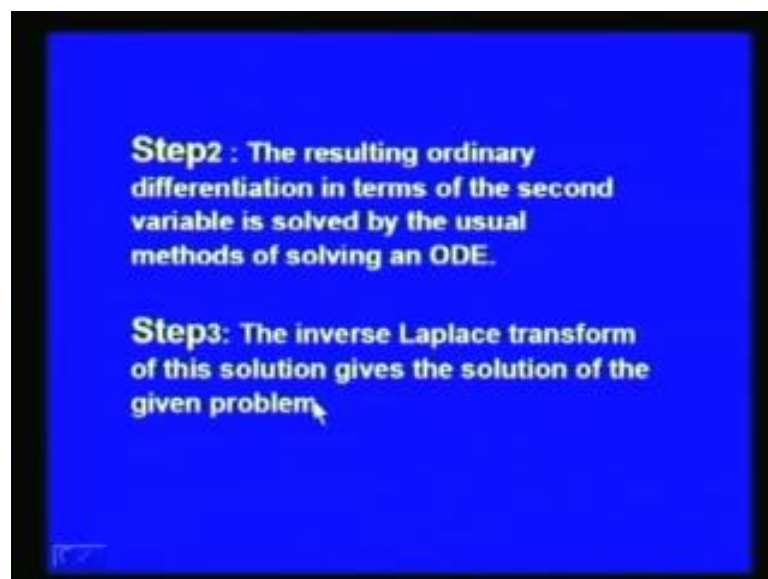 Step2 : The resulting ordinary
differentiation in terms of the second
variable is solved by the usual
methods of solving an ODE.
Step3: The inverse Laplace transform
of this solution gives the solution of the
given problem